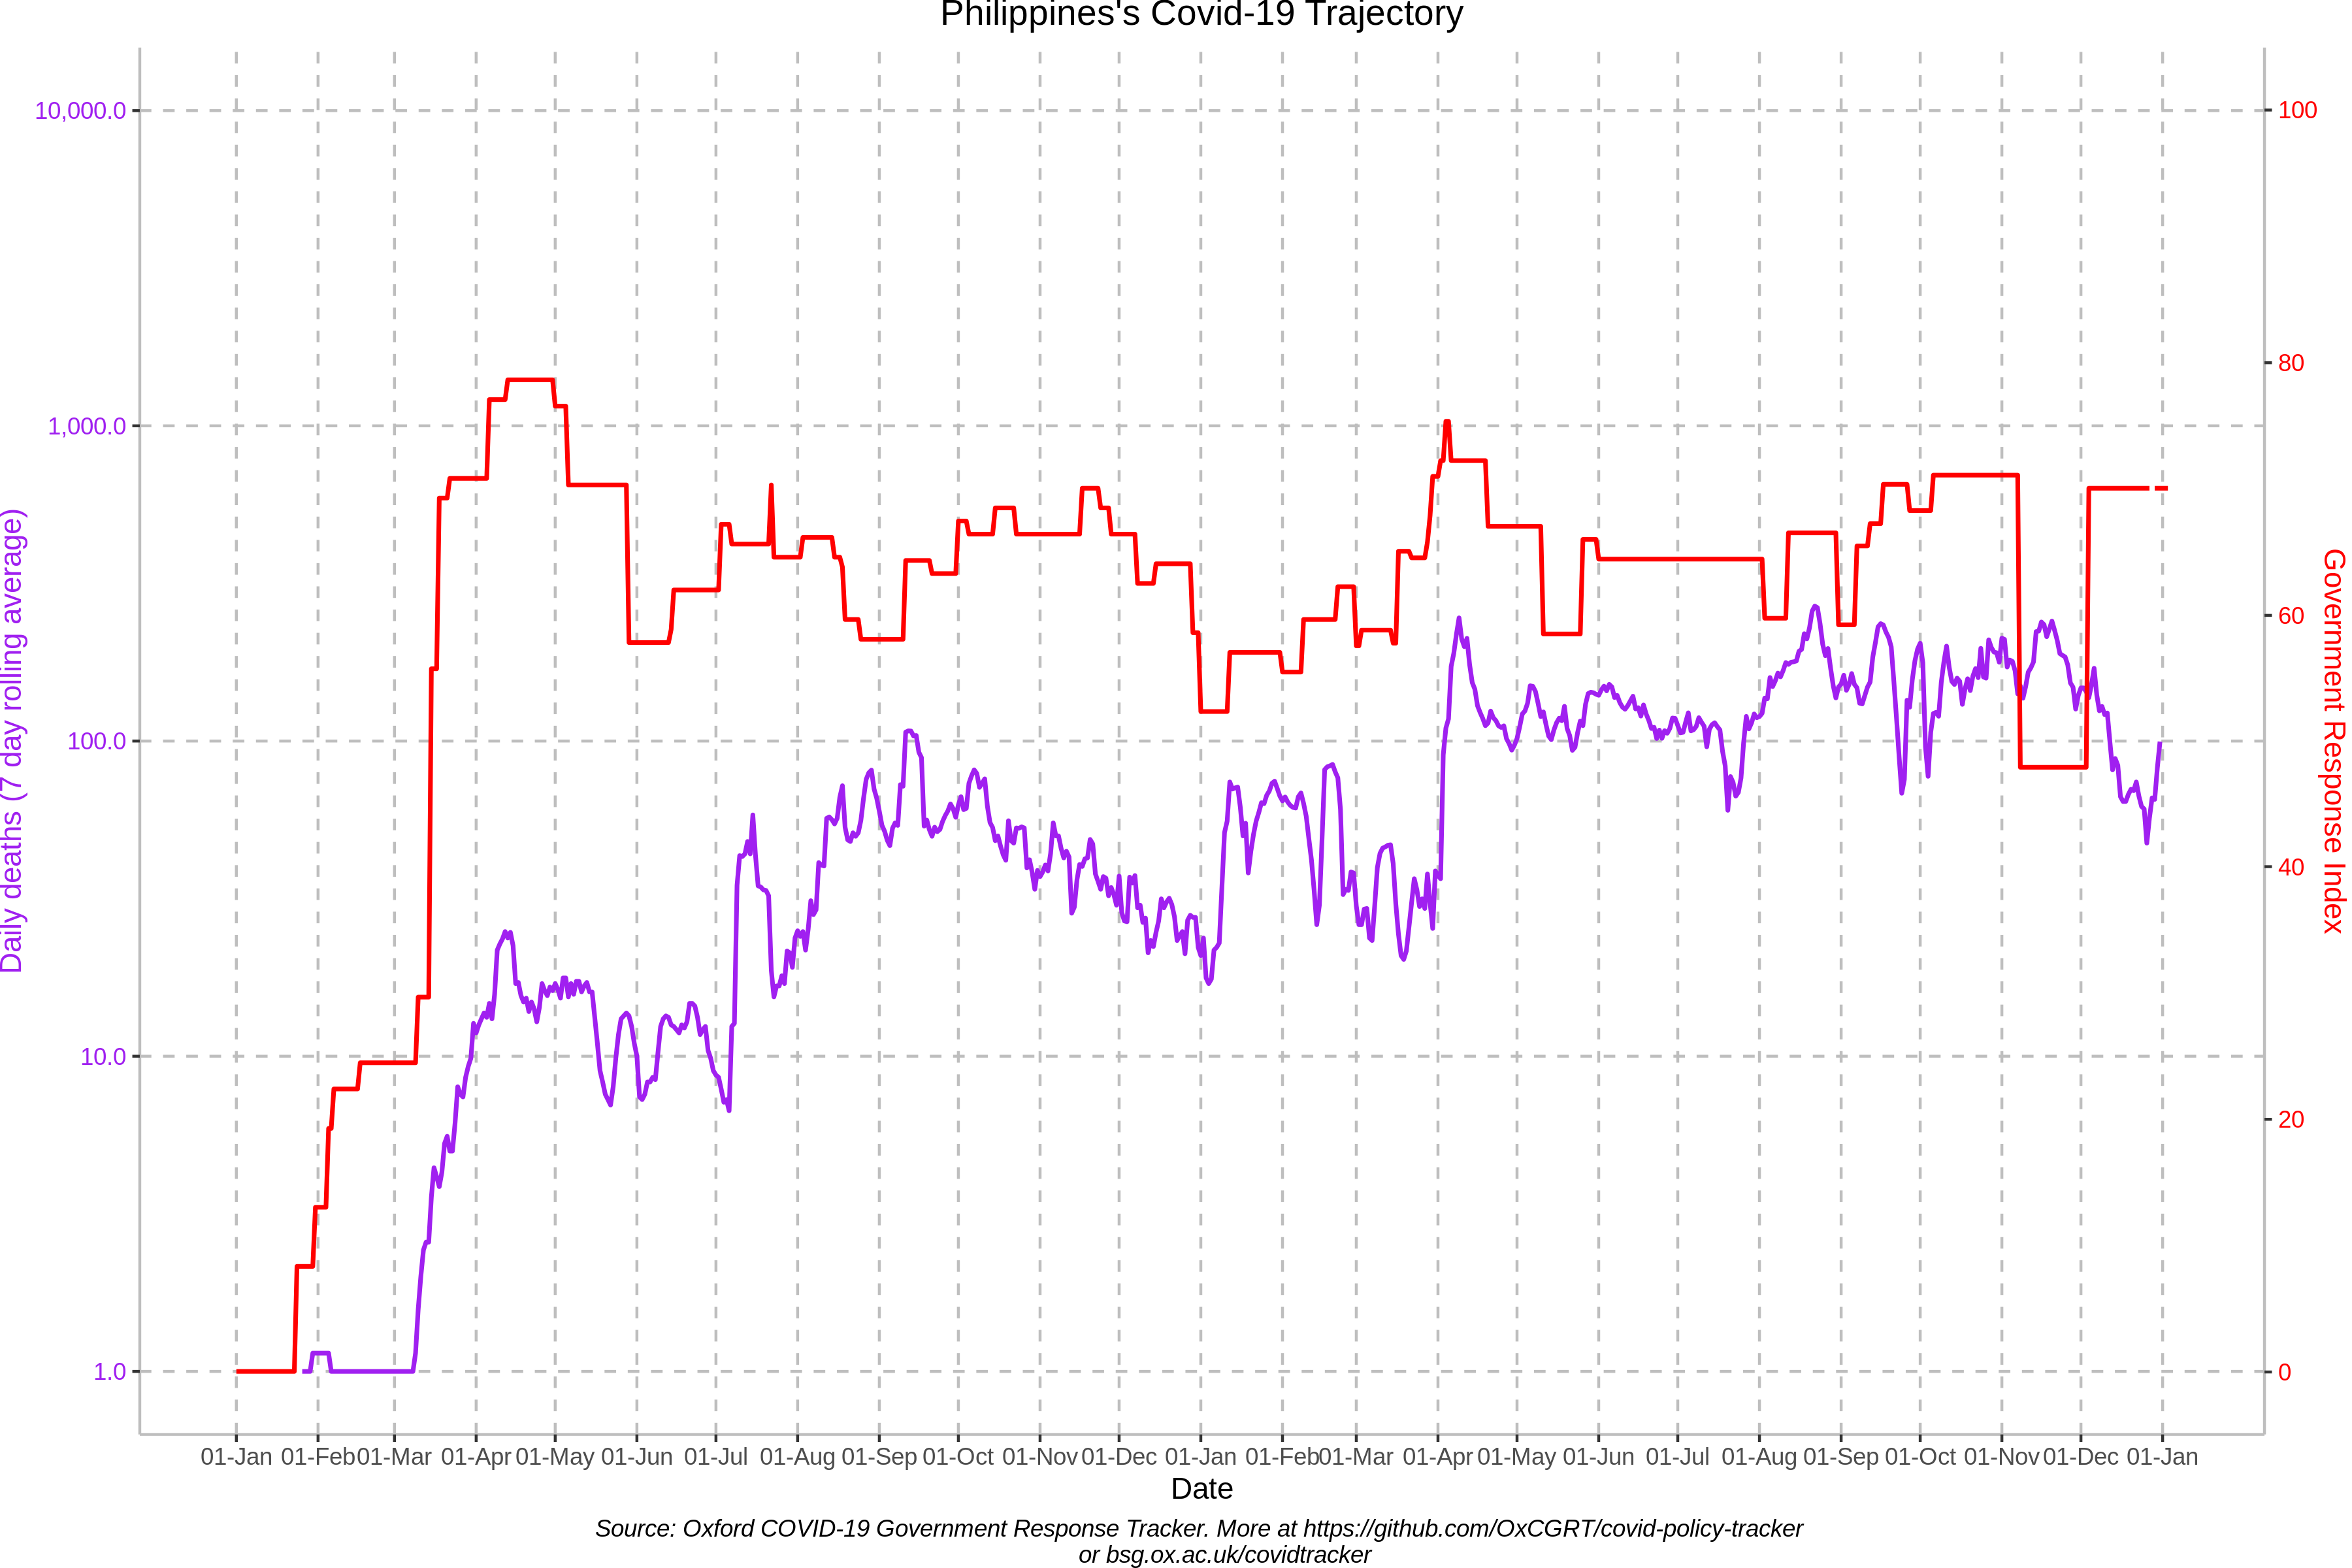 Philippines's Covid-19 Trajectory
10,000.0
1,000.0
100.0
10.0
1.0
Daily deaths (7 day rolling average)
100
80
60
40
20
0
Government Response Index
01-Jan 01-Feb 01-Mar 01-Apr 01-May 01-Jun 01-Jul 01-Aug 01-Sep 01-Oct 01-Nov 01-Dec 01-Jan 01-Feb 01-Mar 01-Apr 01-May 01-Jun 01-Jul 01-Aug 01-Sep 01-Oct 01-Nov 01-Dec 01-Jan
Date
Source: Oxford COVID-19 Government Response Tracker. More at https://github.com/OxCGRT/covid-policy-tracker
or bsg.ox.ac.uk/covidtracker